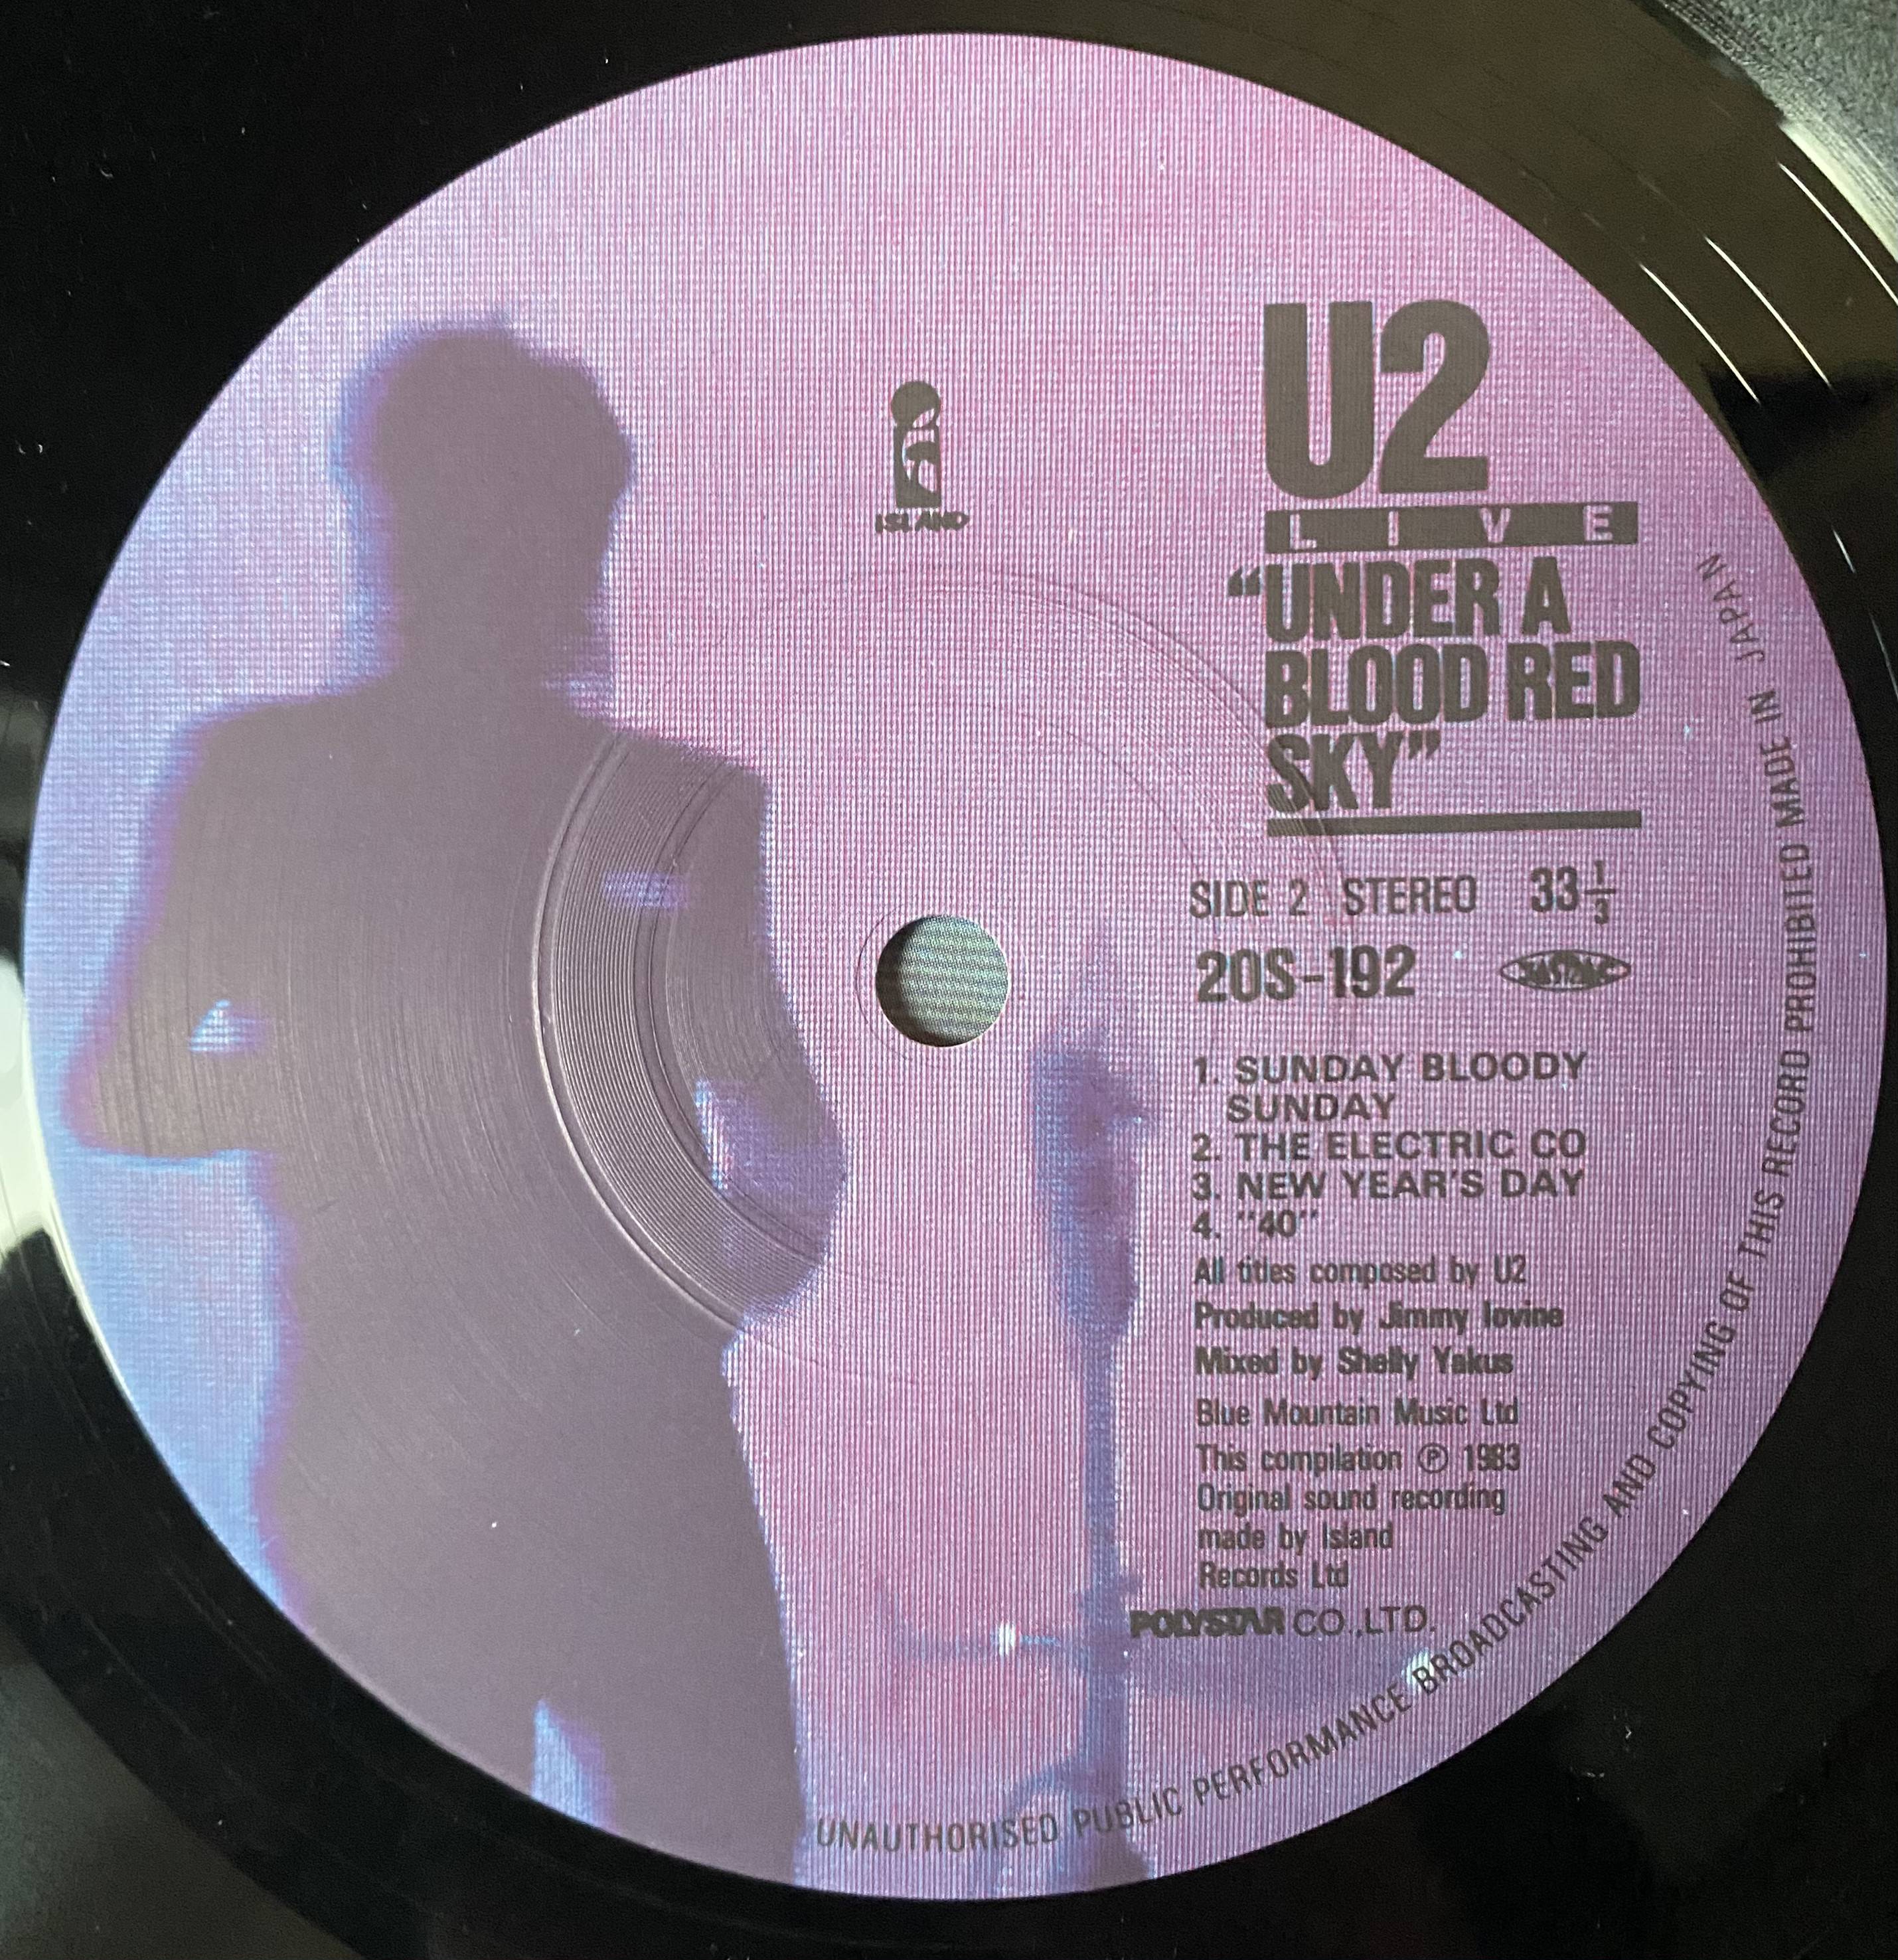 ISLAND
U2
LIVE
“UNDER A
BLOOD RED
SKY”
SIDE 2 STEREO 33⅓
20S-192
JASRAC
1. SUNDAY BLOODY
SUNDAY
2. THE ELECTRIC CO
3. NEW YEAR'S DAY
4. "40"
All titles composed by U2
Produced by Jimmy Iovine
Mixed by Shelly Yakus
Blue Mountain Music Ltd
This compilation ℗ 1983
Original sound recording
made by Island
Records Ltd
POLYSTAR CO.,LTD.
UNAUTHORISED PUBLIC PERFORMANCE BROADCASTING AND COPYING OF THIS RECORD PROHIBITED MADE IN JAPAN.